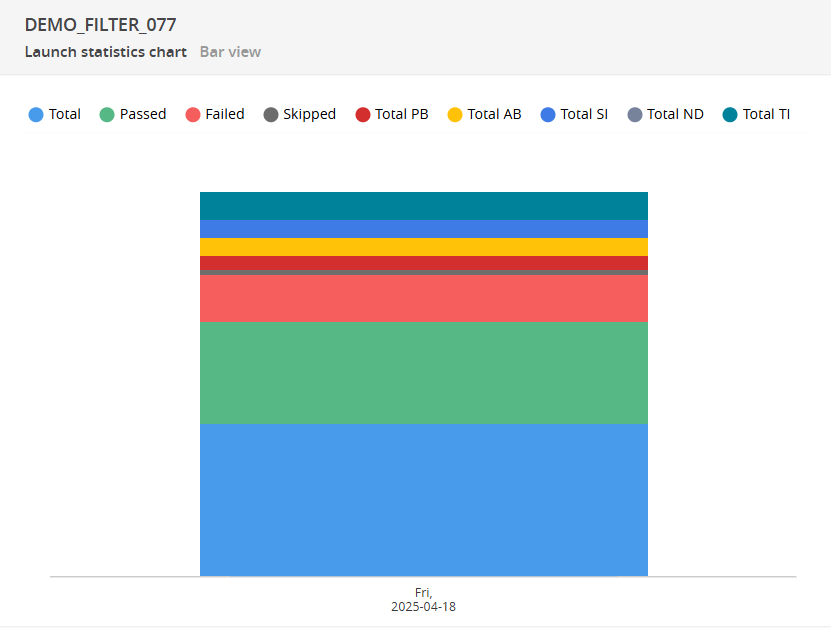 DEMO_FILTER_077
Launch statistics chart Bar view
Total Passed Failed Skipped Total PB Total AB Total SI Total ND Total TI
Fri,
2025-04-18